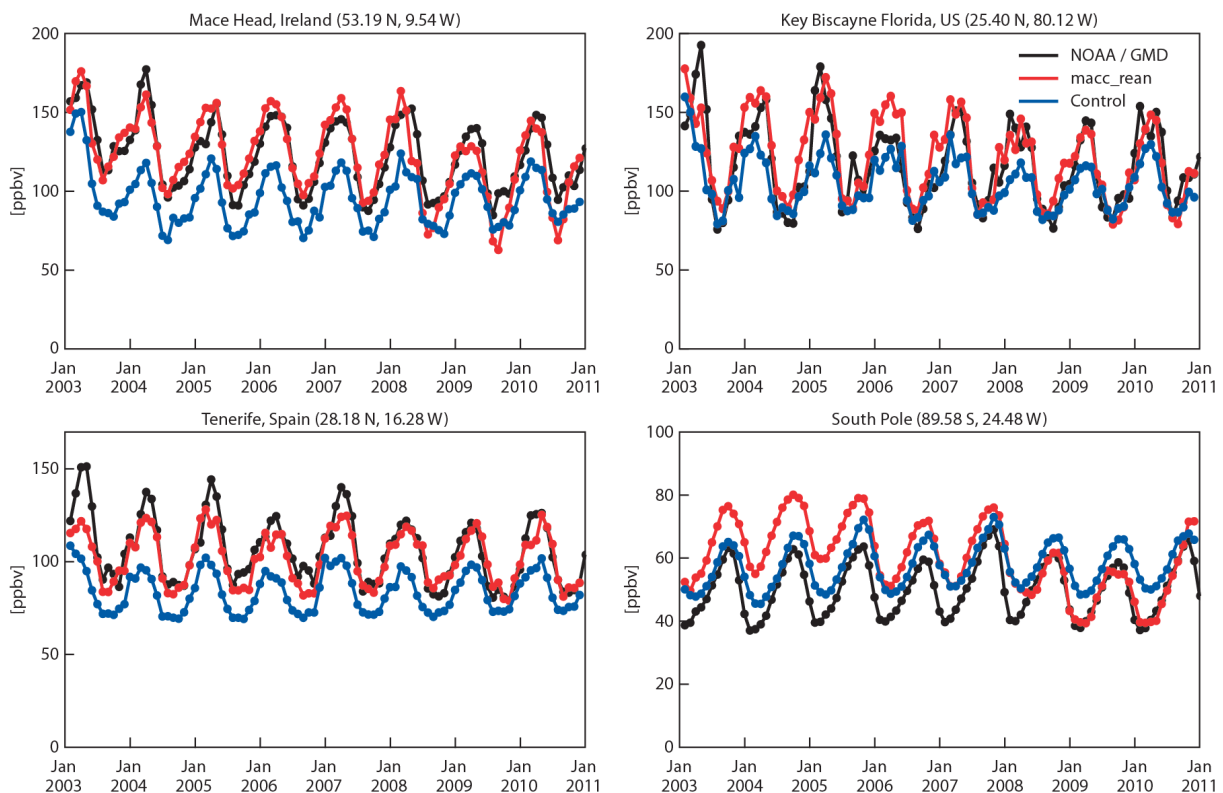 Mace Head, Ireland (53.19 N, 9.54 W)
200
150
100
50
0
[ppbv]
Jan Jan Jan Jan Jan Jan Jan Jan Jan
2003 2004 2005 2006 2007 2008 2009 2010 2011
Key Biscayne Florida, US (25.40 N, 80.12 W)
200
150
100
50
0
NOAA / GMD
macc_rean
Control
Jan Jan Jan Jan Jan Jan Jan Jan Jan
2003 2004 2005 2006 2007 2008 2009 2010 2011
Tenerife, Spain (28.18 N, 16.28 W)
150
100
50
0
[ppbv]
Jan Jan Jan Jan Jan Jan Jan Jan Jan
2003 2004 2005 2006 2007 2008 2009 2010 2011
South Pole (89.58 S, 24.48 W)
100
80
60
40
20
0
[ppbv]
Jan Jan Jan Jan Jan Jan Jan Jan Jan
2003 2004 2005 2006 2007 2008 2009 2010 2011